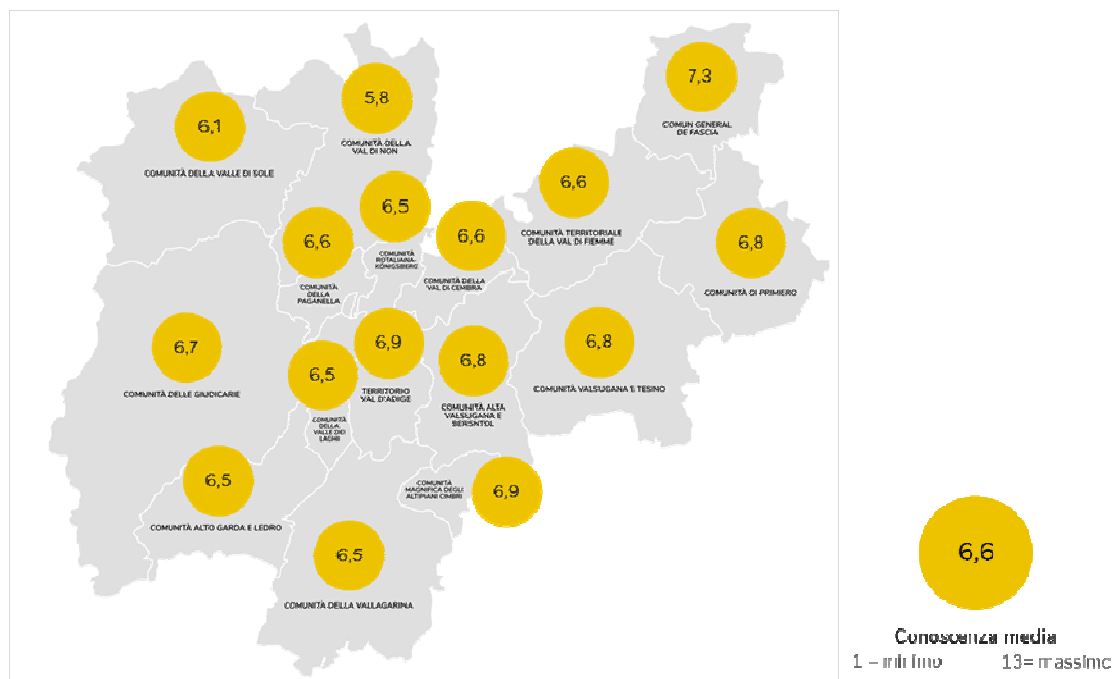 7,3
COMUN GENERAL
DE FASCIA
5,8
COMUNITÀ DELLA
VAL DI NON
6,1
COMUNITÀ DELLA VALLE DI SOLE
6,6
COMUNITÀ TERRITORIALE
DELLA VAL DI FIEMME
6,5
COMUNITÀ
ROTALIANA-
KÖNIGSBERG
6,6
COMUNITÀ DELLA
VAL DI CEMBRA
6,6
COMUNITÀ
DELLA
PAGANELLA
6,8
COMUNITÀ DI PRIMIERO
6,7
COMUNITÀ DELLE GIUDICARIE
6,5
COMUNITÀ
DELLA
VALLE DEI
LAGHI
6,9
TERRITORIO
VAL D'ADIGE
6,8
COMUNITÀ ALTA
VALSUGANA E
BERSNTOL
6,8
COMUNITÀ VALSUGANA E TESINO
6,5
COMUNITÀ ALTO GARDA E LEDRO
COMUNITÀ
MAGNIFICA DEGLI
ALTIPIANI CIMBRI
6,9
6,5
COMUNITÀ DELLA VALLAGARINA
6,6
Conoscenza media
1 = minimo 13= massimo